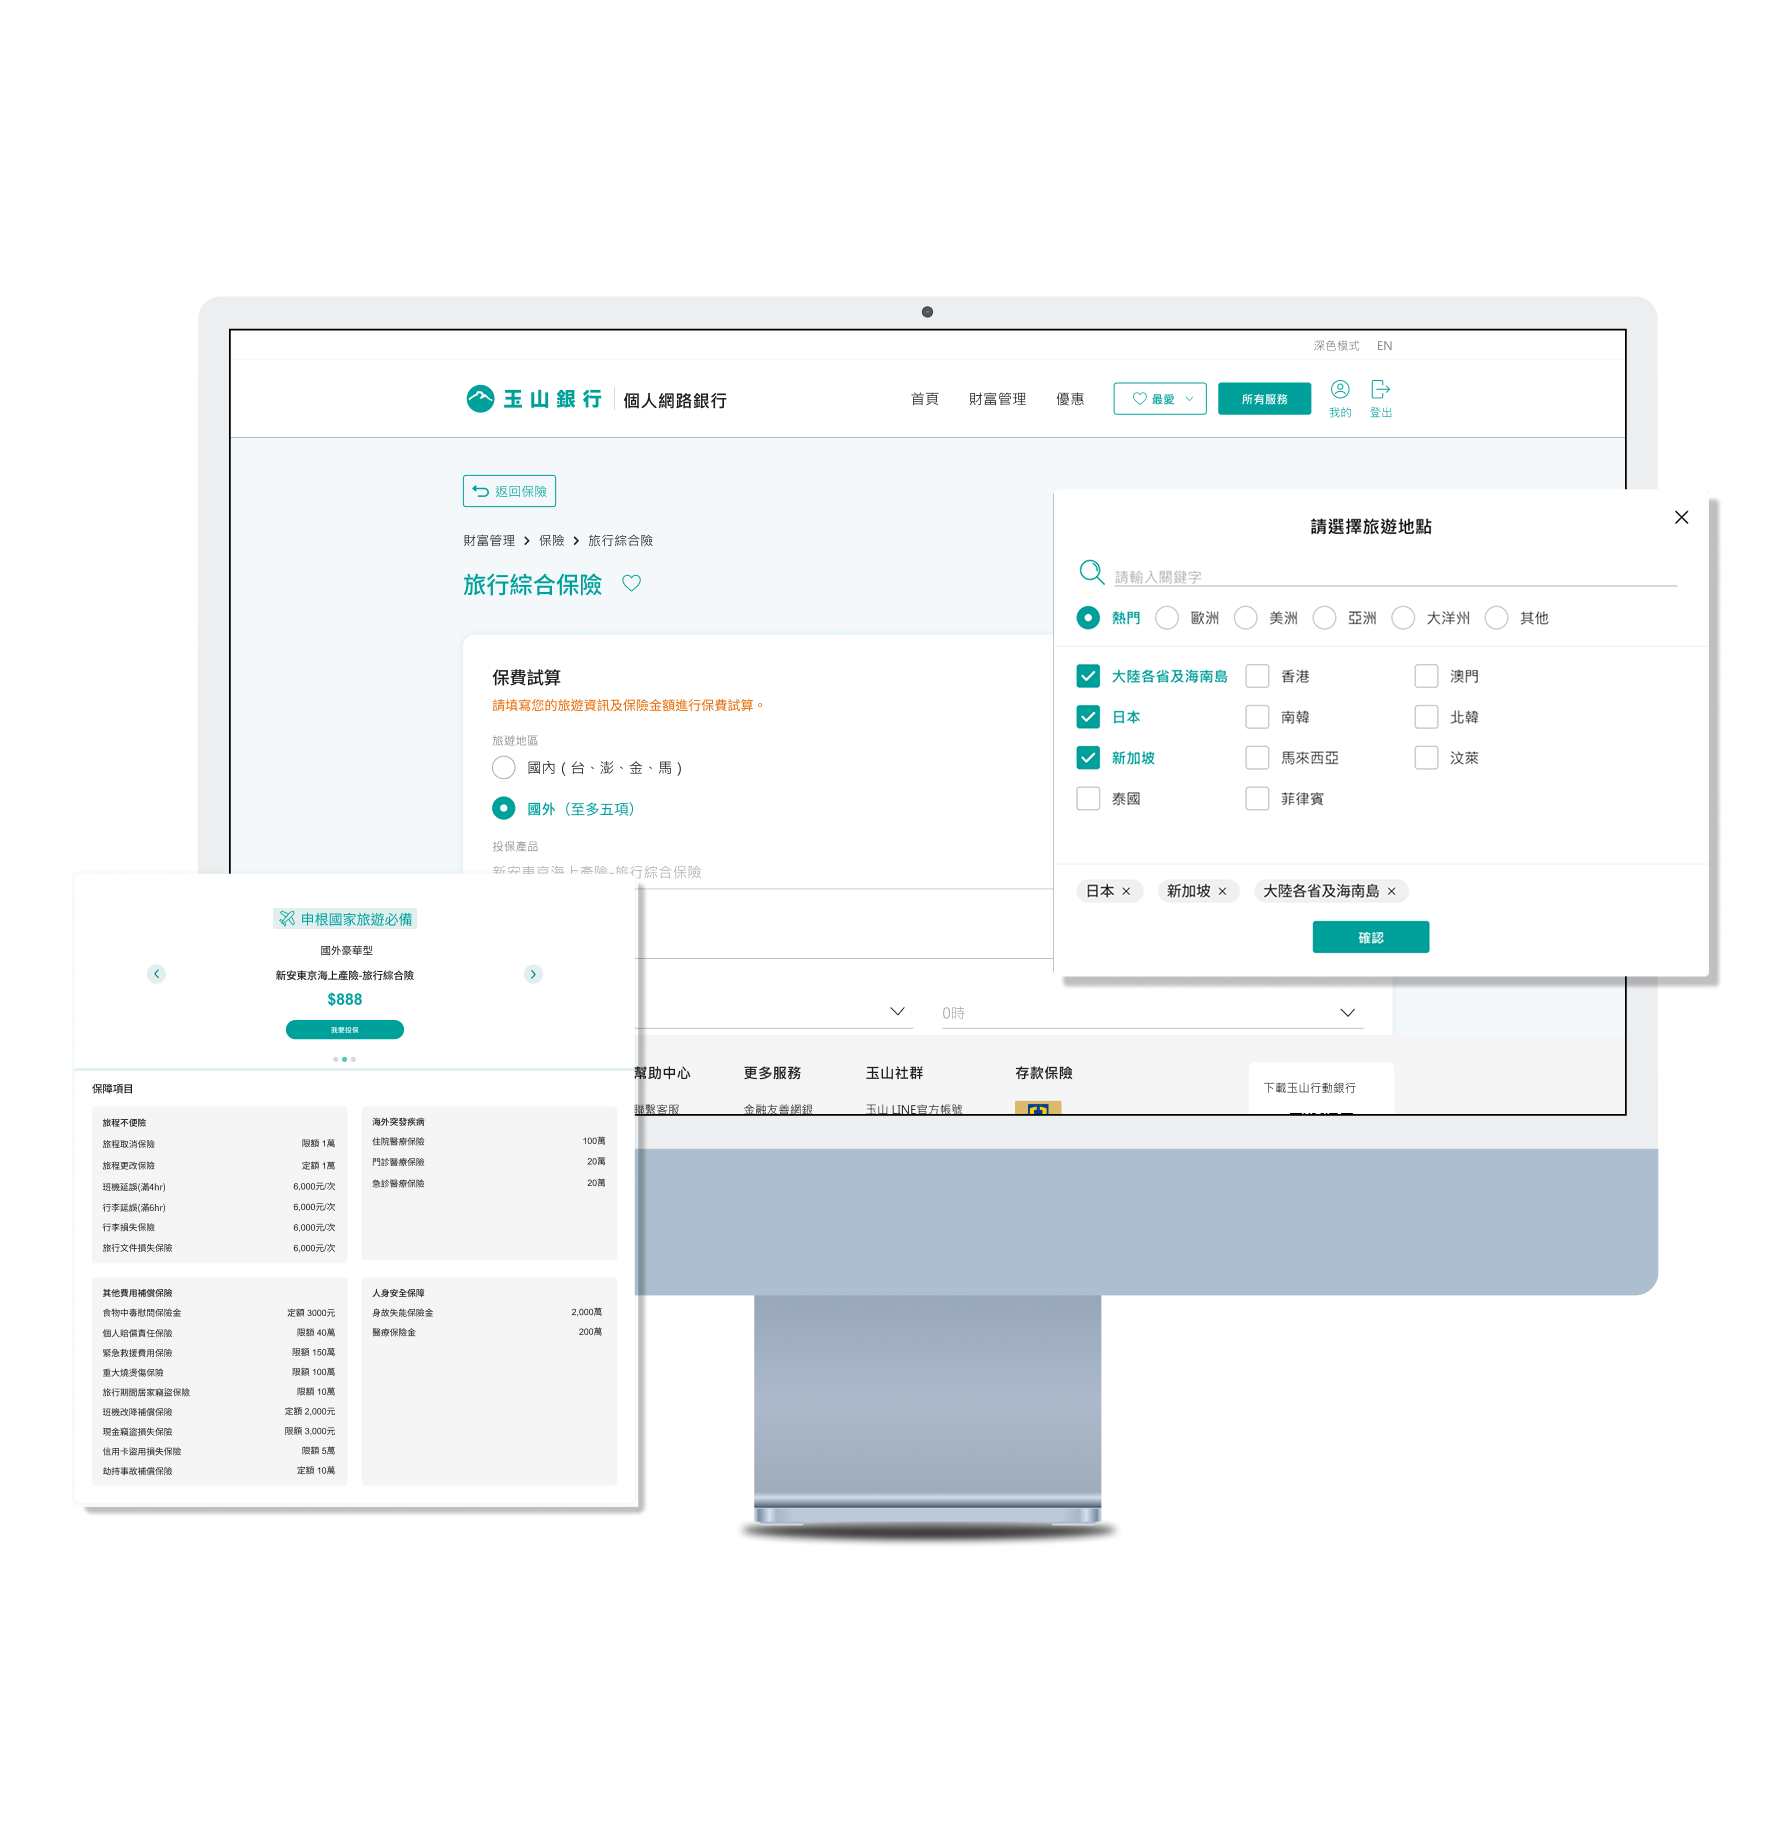 深色模式 EN
玉山銀行 個人網路銀行 首頁 財富管理 優惠 最愛 所有服務 我的 登出
返回保險
財富管理 > 保險 > 旅行綜合險
旅行綜合保險
保費試算
請填寫您的旅遊資訊及保險金額進行保費試算。
旅遊地區
國內 ( 台、澎、金、馬 )
國外（至多五項）
投保產品
新安東京海上產險-旅行綜合保險
0時
幫助中心 更多服務 玉山社群 存款保險 下載玉山行動銀行
聯繫客服 金融友善網銀 玉山 LINE官方帳號
請選擇旅遊地點
請輸入關鍵字
熱門 歐洲 美洲 亞洲 大洋州 其他
大陸各省及海南島 香港 澳門
日本 南韓 北韓
新加坡 馬來西亞 汶萊
泰國 菲律賓
日本 × 新加坡 × 大陸各省及海南島 ×
確認
申根國家旅遊必備
國外豪華型
新安東京海上產險-旅行綜合險
$888
我要投保
保障項目
旅程不便險
旅程取消保險 限額 1萬
旅程更改保險 定額 1萬
班機延誤(滿4hr) 6,000元/次
行李延誤(滿6hr) 6,000元/次
行李損失保險 6,000元/次
旅行文件損失保險 6,000元/次
海外突發疾病
住院醫療保險 100萬
門診醫療保險 20萬
急診醫療保險 20萬
其他費用補償保險
食物中毒慰問保險金 定額 3000元
個人賠償責任保險 限額 40萬
緊急救援費用保險 限額 150萬
重大燒燙傷保險 限額 100萬
旅行期間居家竊盜保險 限額 10萬
班機改降補償保險 定額 2,000元
現金竊盜損失保險 限額 3,000元
信用卡盜用損失保險 限額 5萬
劫持事故補償保險 定額 10萬
人身安全保障
身故失能保險金 2,000萬
醫療保險金 200萬